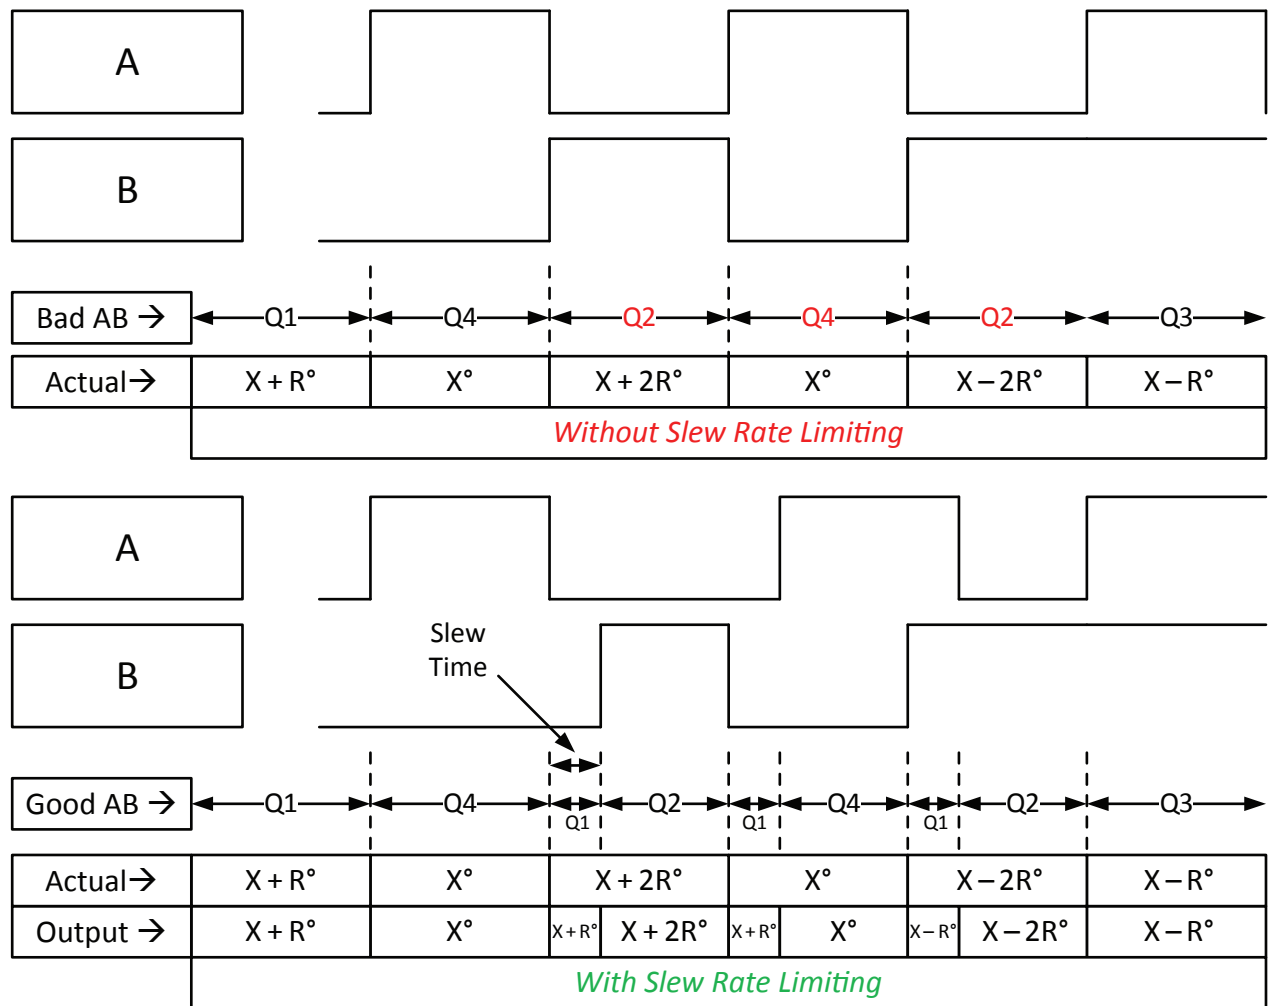 A
B
Bad AB → Q1 Q4 Q2 Q4 Q2 Q3
Actual→ X + R° X° X + 2R° X° X – 2R° X – R°
Without Slew Rate Limiting
A
Slew
Time
B
Good AB → Q1 Q4 Q1 Q2 Q1 Q4 Q1 Q2 Q3
Actual→ X + R° X° X + 2R° X° X – 2R° X – R°
Output → X + R° X° X + R° X + 2R° X + R° X° X – R° X – 2R° X – R°
With Slew Rate Limiting